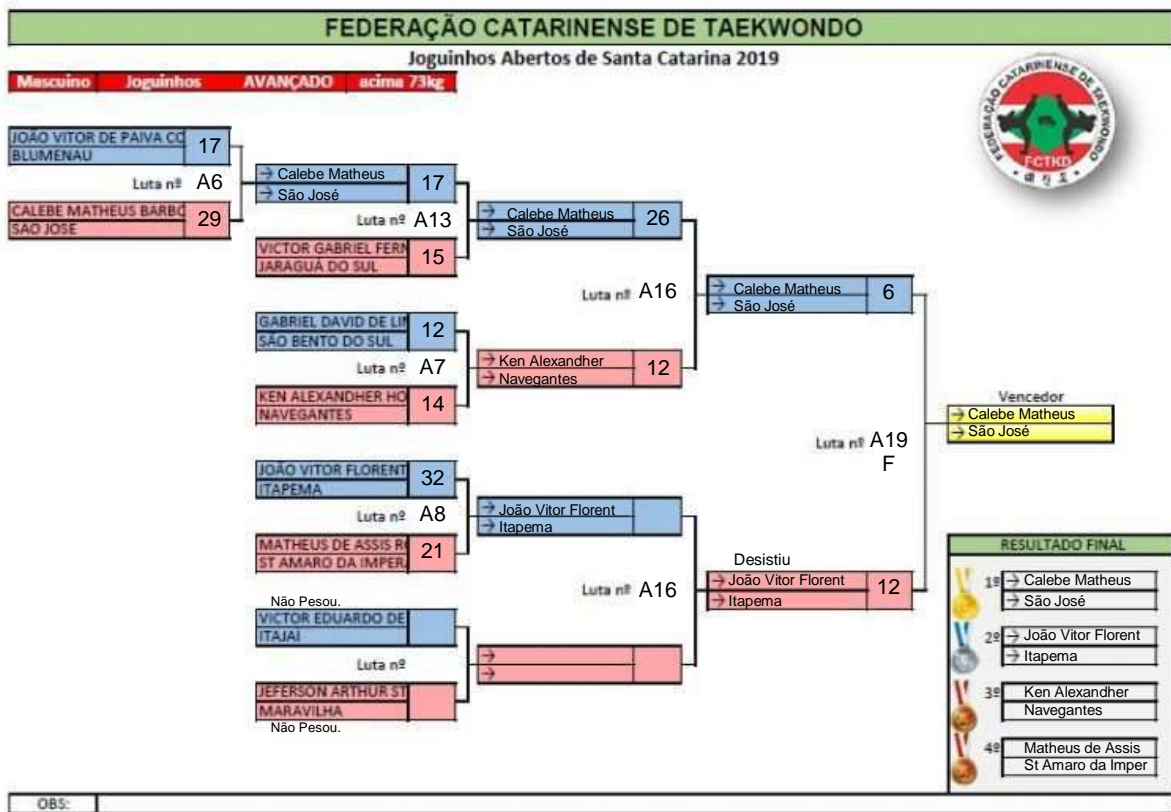 FEDERAÇÃO CATARINENSE DE TAEKWONDO
Joguinhos Abertos de Santa Catarina 2019
Mascuino Joguinhos AVANÇADO acima 73kg
FEDERAÇÃO CATARINENSE DE TAEKWONDO
FCTKD
JOÃO VITOR DE PAIVA CO 17
BLUMENAU
Luta nº A6
CALEBE MATHEUS BARBO 29
SAO JOSE
→ Calebe Matheus 17
→ São José
Luta nº A13
VICTOR GABRIEL FERN 15
JARAGUÁ DO SUL
GABRIEL DAVID DE LIM 12
SÃO BENTO DO SUL
Luta nº A7
KEN ALEXANDHER HO 14
NAVEGANTES
JOÃO VITOR FLORENT 32
ITAPEMA
Luta nº A8
MATHEUS DE ASSIS RO 21
ST AMARO DA IMPERA
Não Pesou.
VICTOR EDUARDO DE
ITAJAI
Luta nº
JEFERSON ARTHUR ST
MARAVILHA
Não Pesou.
→ Calebe Matheus 26
→ São José
Luta nº A16
→ Ken Alexandher 12
→ Navegantes
→ João Vitor Florent
→ Itapema
Luta nº A16
→
→
→ Calebe Matheus 6
→ São José
Luta nº A19
F
Desistiu
→ João Vitor Florent 12
→ Itapema
Vencedor
→ Calebe Matheus
→ São José
RESULTADO FINAL
1º → Calebe Matheus
→ São José
2º → João Vitor Florent
→ Itapema
3º Ken Alexandher
Navegantes
4º Matheus de Assis
St Amaro da Imper
OBS: